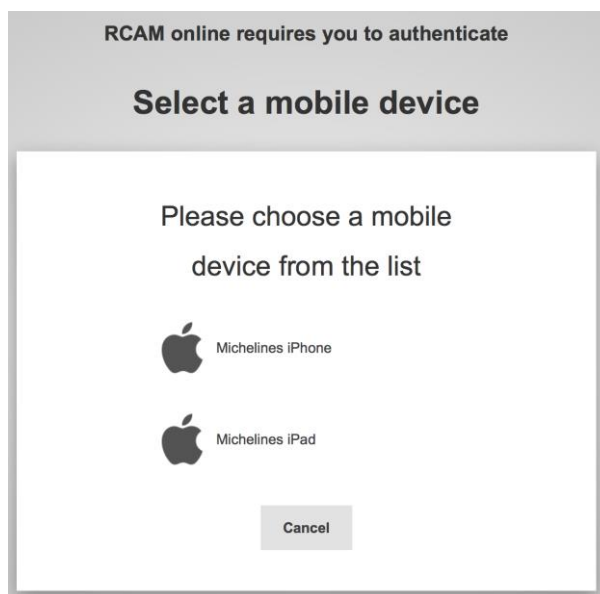 RCAM online requires you to authenticate
Select a mobile device
Please choose a mobile
device from the list
Michelines iPhone
Michelines iPad
Cancel